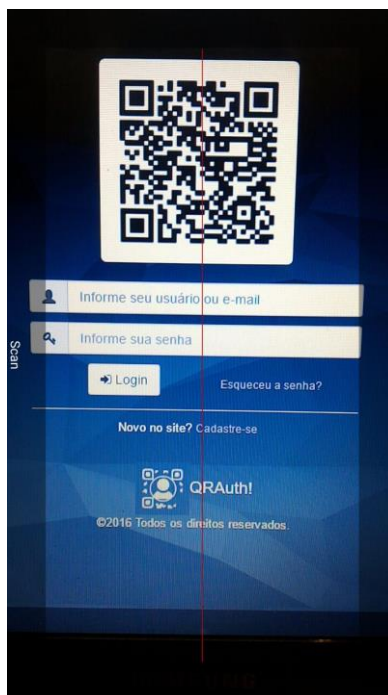 Informe seu usuário ou e-mail
Informe sua senha
Scan
Login
Esqueceu a senha?
Novo no site? Cadastre-se
QRAuth!
©2016 Todos os direitos reservados.